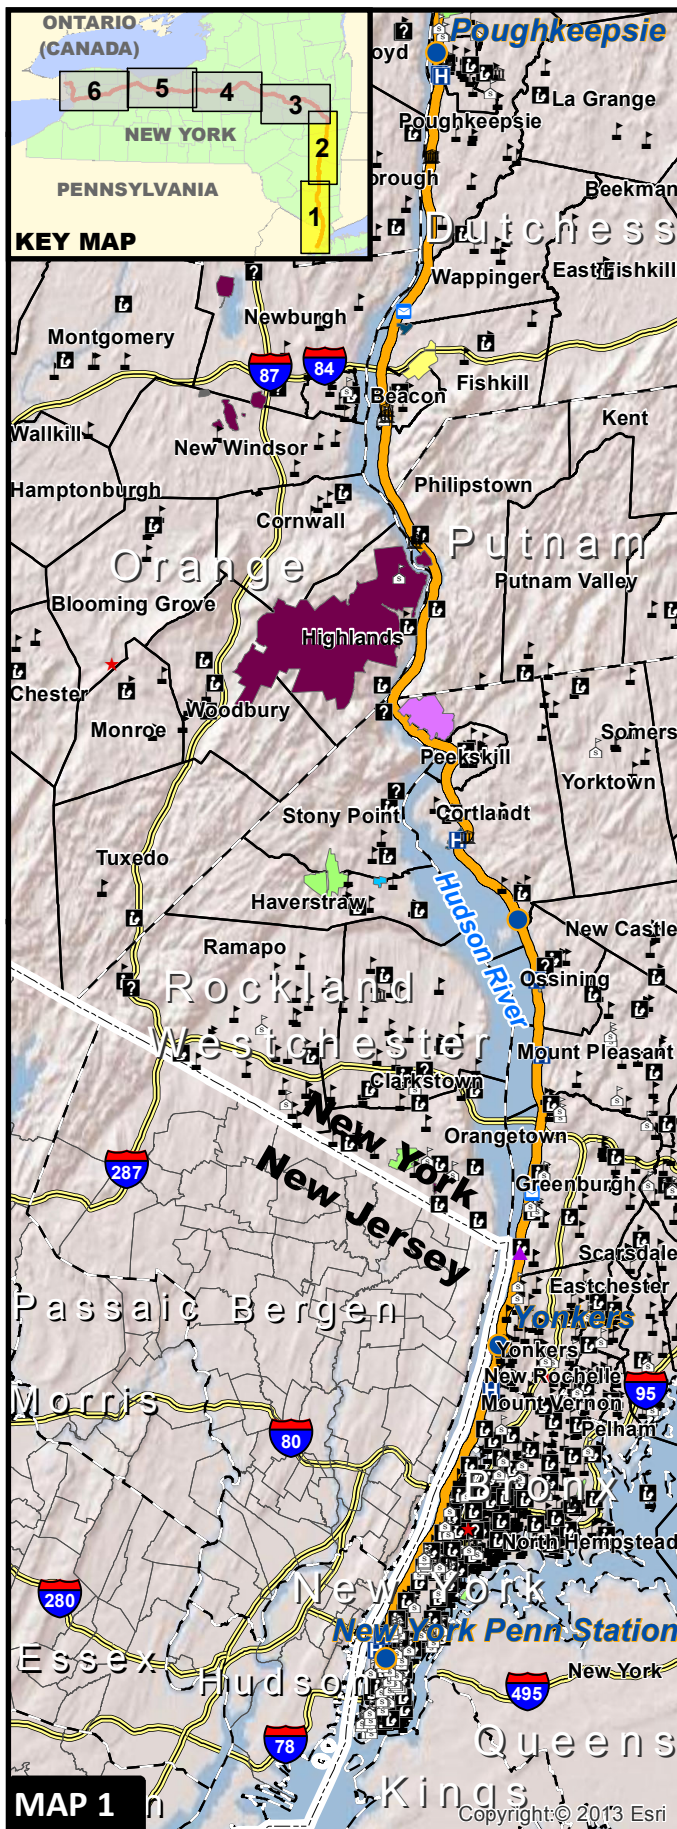 ONTARIO
(CANADA)
6
5
4
3
2
1
NEW YORK
PENNSYLVANIA
KEY MAP
Poughkeepsie
oyd
La Grange
Poughkeepsie
orough
Beekman
Dutchess
Wappinger
East Fishkill
Newburgh
Montgomery
87
84
Fishkill
Beacon
Kent
Wallkill
New Windsor
Hamptonburgh
Philipstown
Cornwall
Putnam
Orange
Putnam Valley
Blooming Grove
Highlands
Chester
Woodbury
Monroe
Somers
Peekskill
Yorktown
Stony Point
Cortlandt
Tuxedo
Hudson River
Haverstraw
New Castle
Ramapo
Ossining
Rockland
Westchester
Mount Pleasant
Clarkstown
New York
Orangetown
287
New Jersey
Greenburgh
Scarsdale
Eastchester
Passaic
Bergen
Yonkers
Yonkers
New Rochelle
95
Morris
Mount Vernon
80
Pelham
Bronx
North Hempstead
280
New York
New York Penn Station
Essex
New York
Hudson
495
78
Queens
Kings
MAP 1
n
Copyright:© 2013 Esri